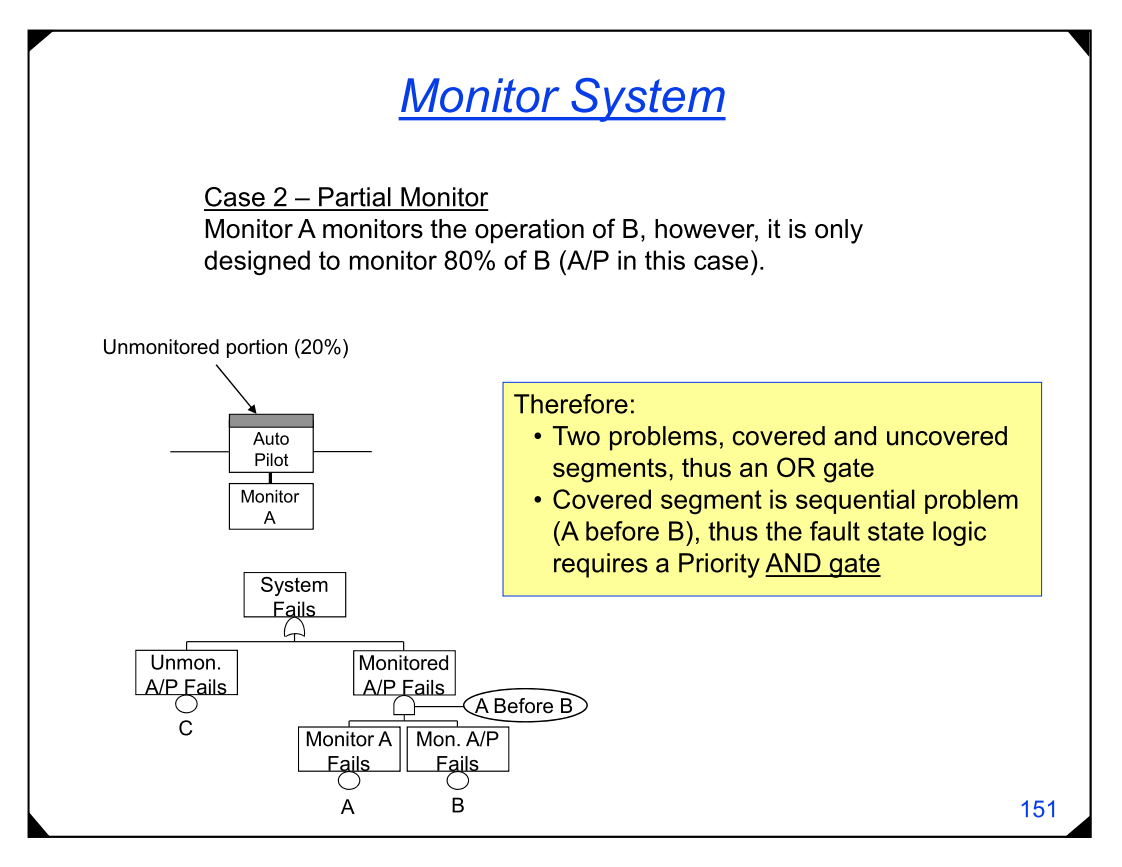 Monitor System
Case 2 – Partial Monitor
Monitor A monitors the operation of B, however, it is only
designed to monitor 80% of B (A/P in this case).
Unmonitored portion (20%)
Auto
Pilot
Monitor
A
Therefore:
• Two problems, covered and uncovered
segments, thus an OR gate
• Covered segment is sequential problem
(A before B), thus the fault state logic
requires a Priority AND gate
System
Fails
Unmon.
A/P Fails
C
Monitored
A/P Fails
A Before B
Monitor A
Fails
A
Mon. A/P
Fails
B
151